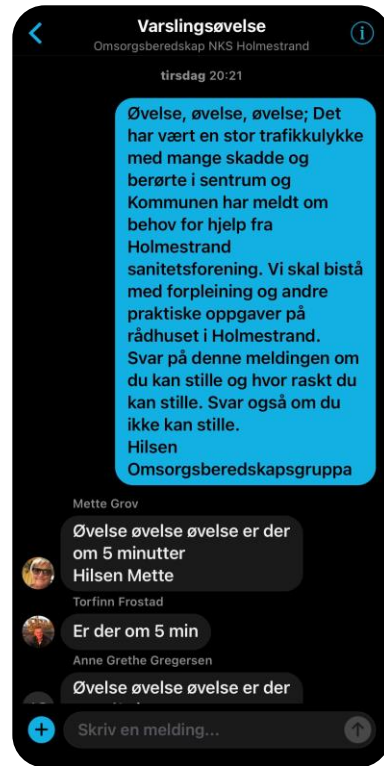 Varslingsøvelse
Omsorgsberedskap NKS Holmestrand
tirsdag 20:21
Øvelse, øvelse, øvelse; Det
har vært en stor trafikkulykke
med mange skadde og
berørte i sentrum og
Kommunen har meldt om
behov for hjelp fra
Holmestrand
sanitetsforening. Vi skal bistå
med forpleining og andre
praktiske oppgaver på
rådhuset i Holmestrand.
Svar på denne meldingen om
du kan stille og hvor raskt du
kan stille. Svar også om du
ikke kan stille.
Hilsen
Omsorgsberedskapsgruppa
Mette Grov
Øvelse øvelse øvelse er der
om 5 minutter
Hilsen Mette
Torfinn Frostad
Er der om 5 min
Anne Grethe Gregersen
Øvelse øvelse øvelse er der
Skriv en melding...